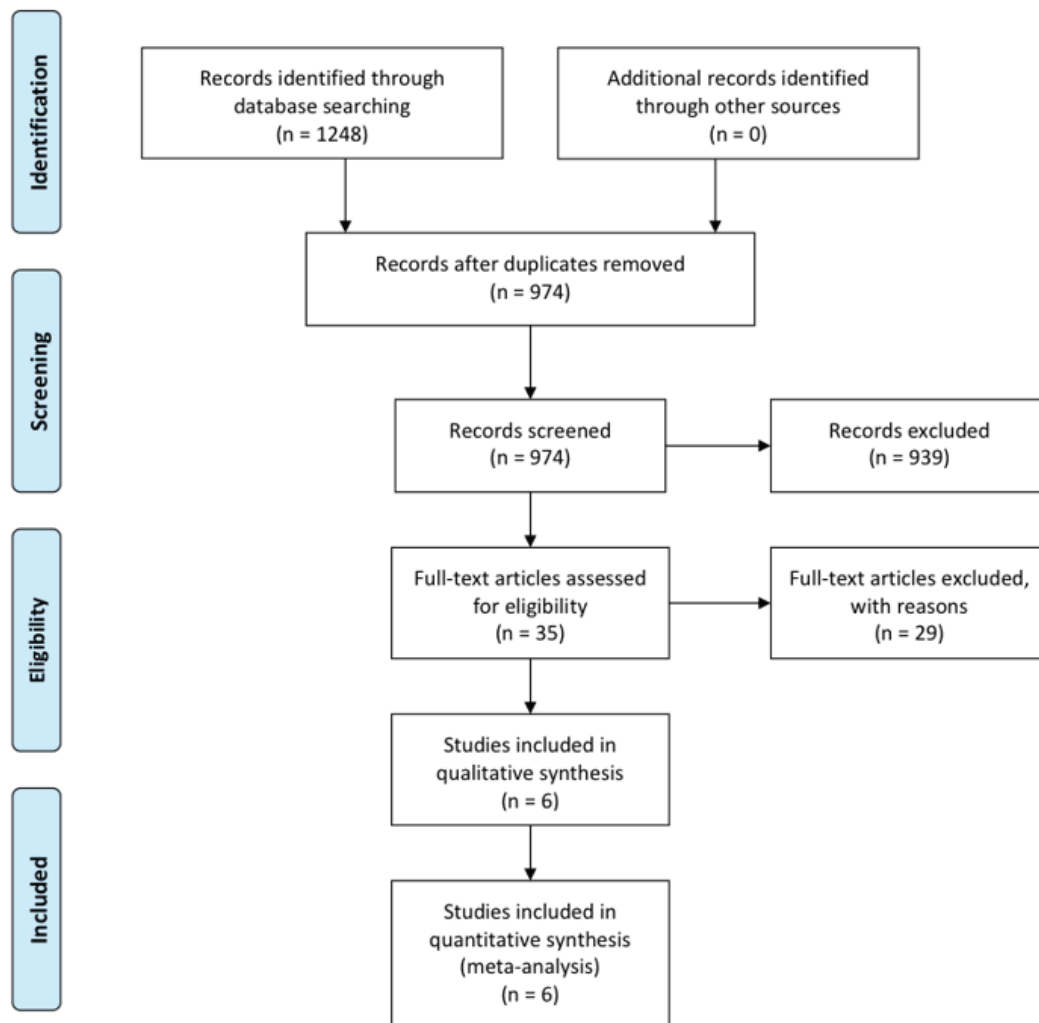 Identification
Records identified through
database searching
(n = 1248)
Additional records identified
through other sources
(n = 0)
Records after duplicates removed
(n = 974)
Screening
Records screened
(n = 974)
Records excluded
(n = 939)
Eligibility
Full-text articles assessed
for eligibility
(n = 35)
Full-text articles excluded,
with reasons
(n = 29)
Studies included in
qualitative synthesis
(n = 6)
Included
Studies included in
quantitative synthesis
(meta-analysis)
(n = 6)